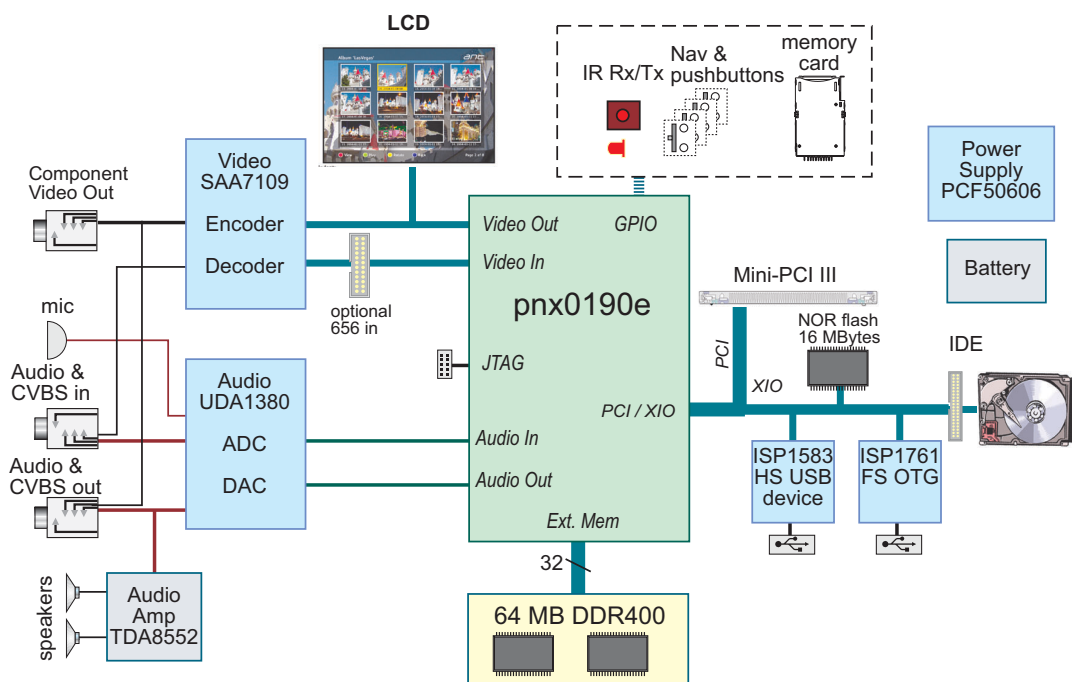 LCD
Album: "LasVegas"
ant
IR Rx/Tx
Nav &
pushbuttons
memory
card
Power
Supply
PCF50606
Battery
Component
Video Out
Video
SAA7109
Encoder
Decoder
optional
656 in
Video Out
GPIO
Video In
pnx0190e
JTAG
PCI / XIO
Audio In
Audio Out
Ext. Mem
Mini-PCI III
PCI
XIO
NOR flash
16 MBytes
IDE
ISP1583
HS USB
device
ISP1761
FS OTG
mic
Audio &
CVBS in
Audio
UDA1380
ADC
DAC
Audio &
CVBS out
speakers
Audio
Amp
TDA8552
32
64 MB DDR400